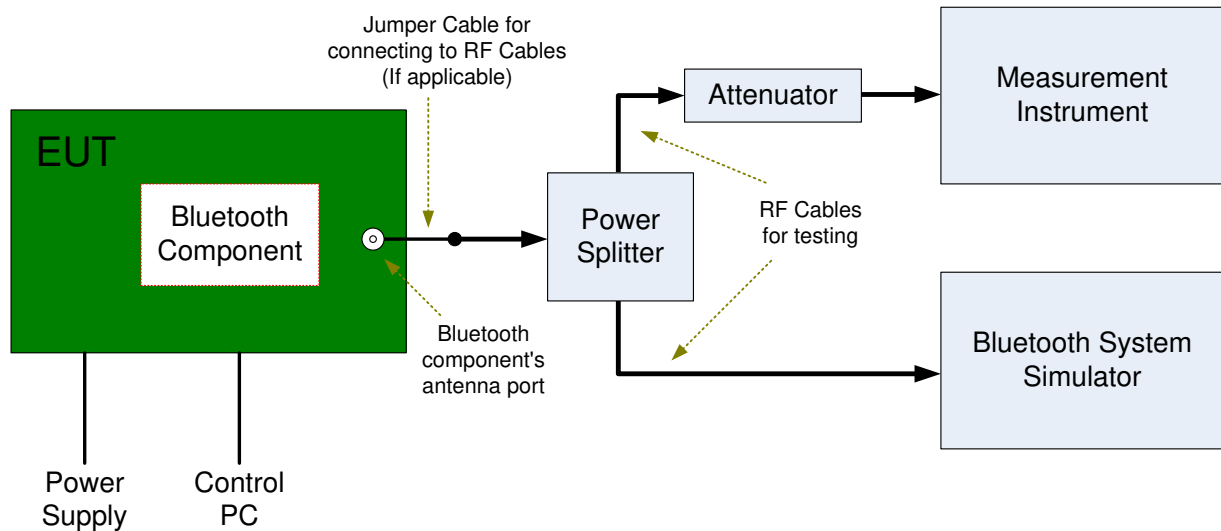 Jumper Cable for
connecting to RF Cables
(If applicable)
EUT
Bluetooth
Component
Bluetooth
component's
antenna port
Power
Supply
Control
PC
Power
Splitter
Attenuator
RF Cables
for testing
Measurement
Instrument
Bluetooth System
Simulator